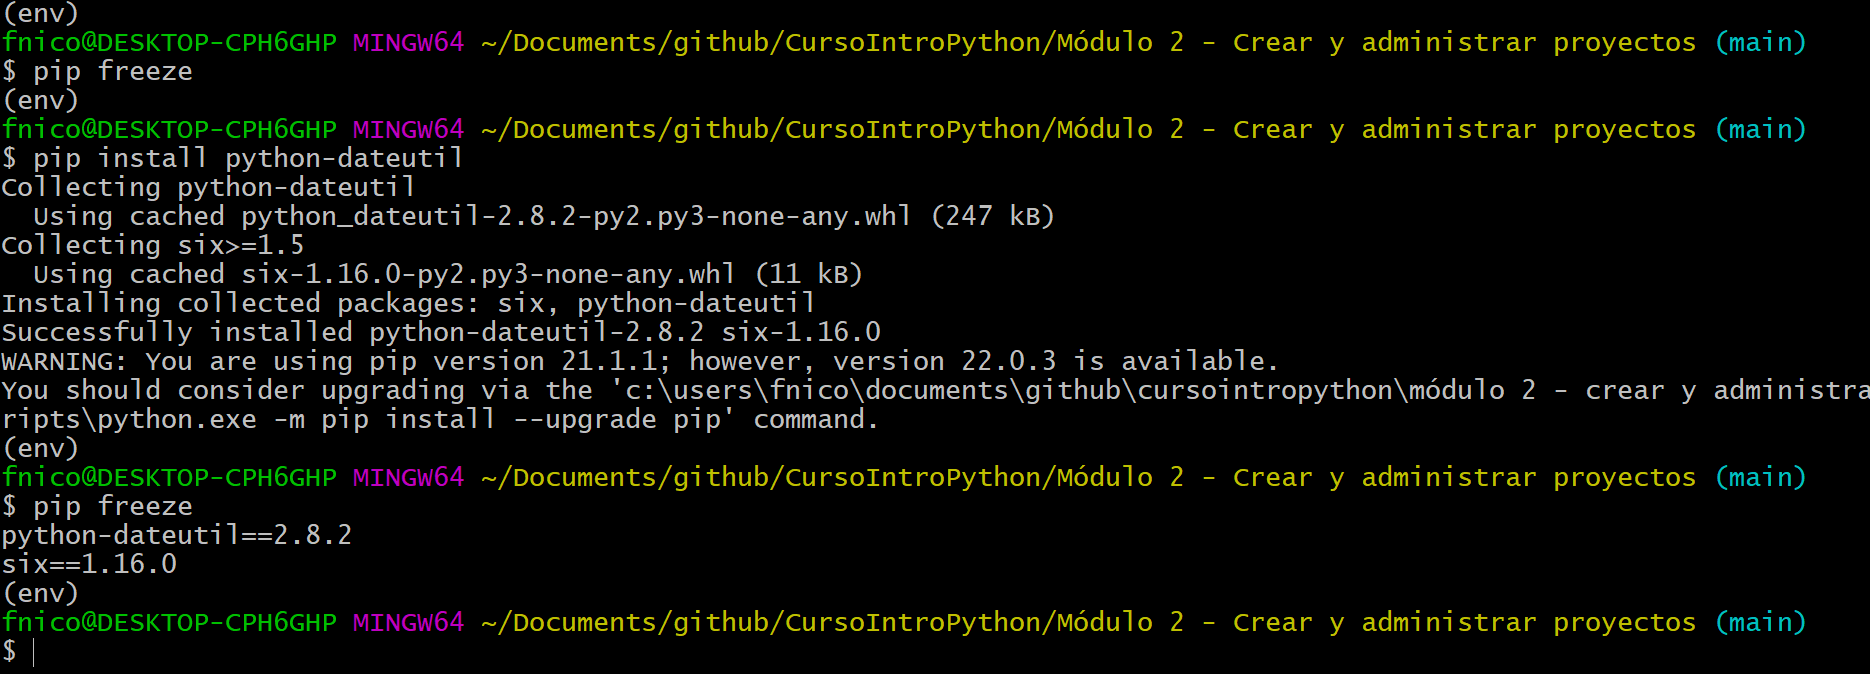 (env)
fnico@DESKTOP-CPH6GHP MINGW64 ~/Documents/github/CursoIntroPython/Módulo 2 - Crear y administrar proyectos (main)
$ pip freeze
(env)
fnico@DESKTOP-CPH6GHP MINGW64 ~/Documents/github/CursoIntroPython/Módulo 2 - Crear y administrar proyectos (main)
$ pip install python-dateutil
Collecting python-dateutil
  Using cached python_dateutil-2.8.2-py2.py3-none-any.whl (247 kB)
Collecting six>=1.5
  Using cached six-1.16.0-py2.py3-none-any.whl (11 kB)
Installing collected packages: six, python-dateutil
Successfully installed python-dateutil-2.8.2 six-1.16.0
WARNING: You are using pip version 21.1.1; however, version 22.0.3 is available.
You should consider upgrading via the 'c:\users\fnico\documents\github\cursointropython\módulo 2 - crear y administra
ripts\python.exe -m pip install --upgrade pip' command.
(env)
fnico@DESKTOP-CPH6GHP MINGW64 ~/Documents/github/CursoIntroPython/Módulo 2 - Crear y administrar proyectos (main)
$ pip freeze
python-dateutil==2.8.2
six==1.16.0
(env)
fnico@DESKTOP-CPH6GHP MINGW64 ~/Documents/github/CursoIntroPython/Módulo 2 - Crear y administrar proyectos (main)
$